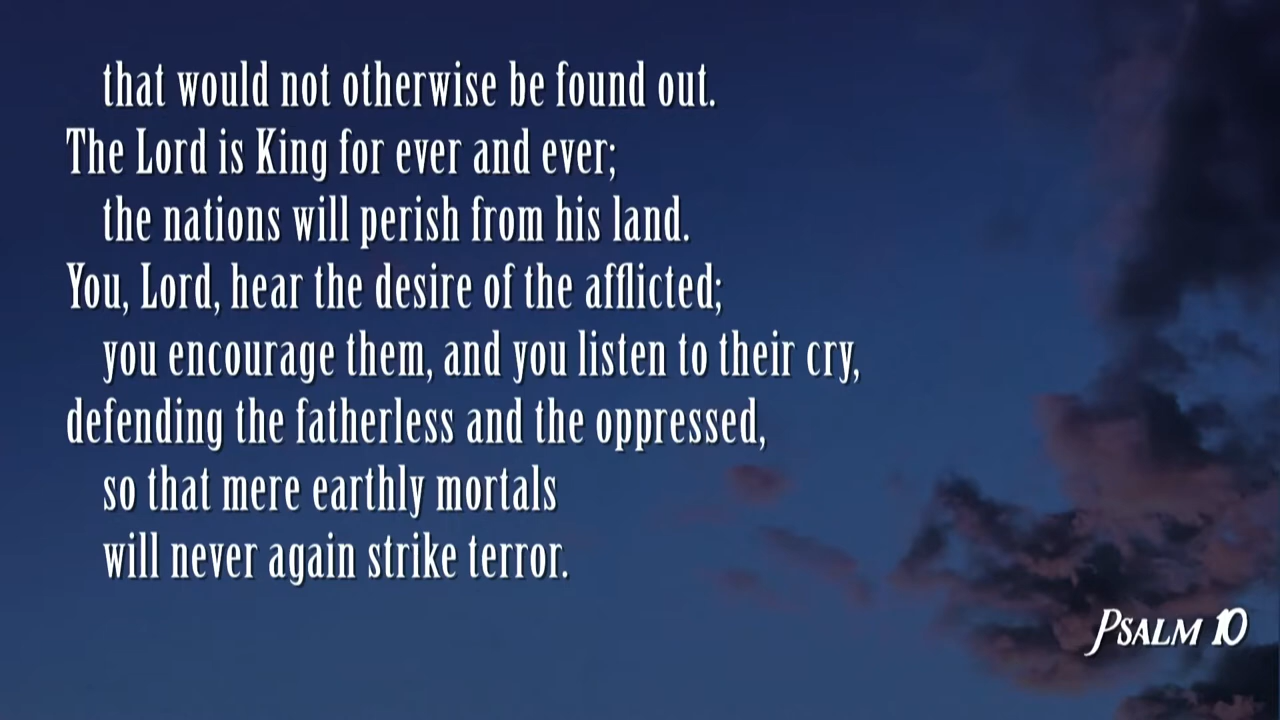 that would not otherwise be found out.
The Lord is King for ever and ever;
the nations will perish from his land.
You, Lord, hear the desire of the afflicted;
you encourage them, and you listen to their cry,
defending the fatherless and the oppressed,
so that mere earthly mortals
will never again strike terror.
PSALM 10